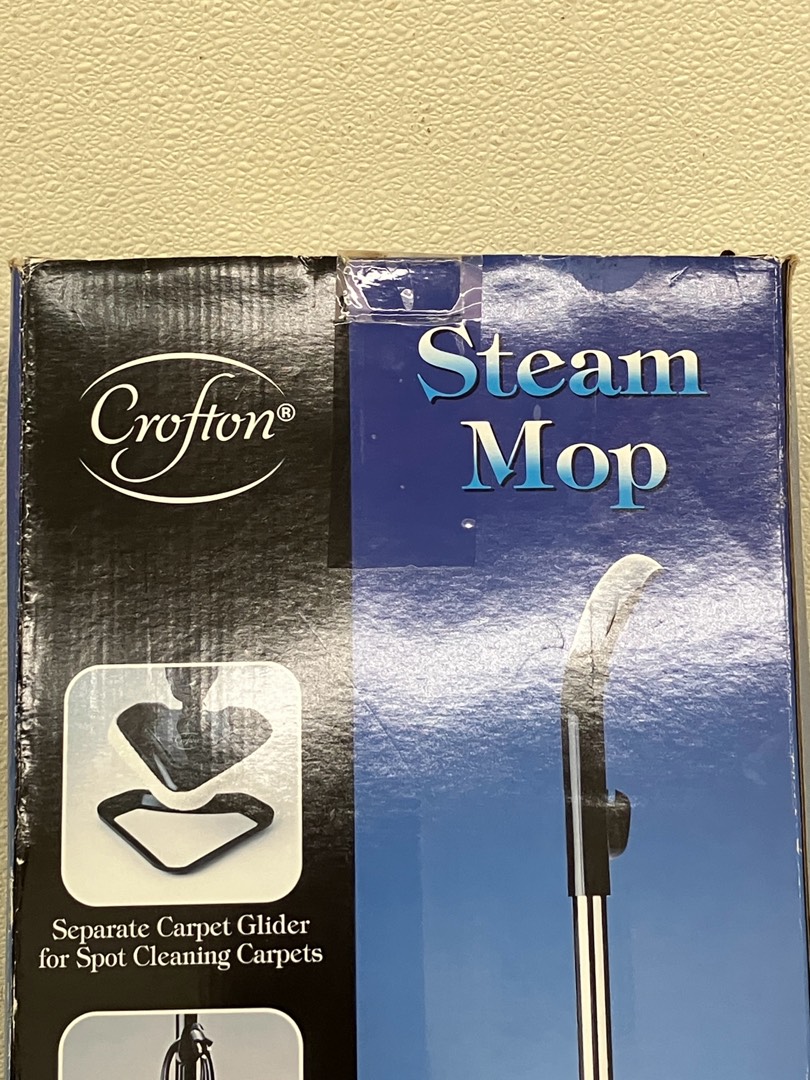 Crofton®
Steam
Mop
Separate Carpet Glider
for Spot Cleaning Carpets